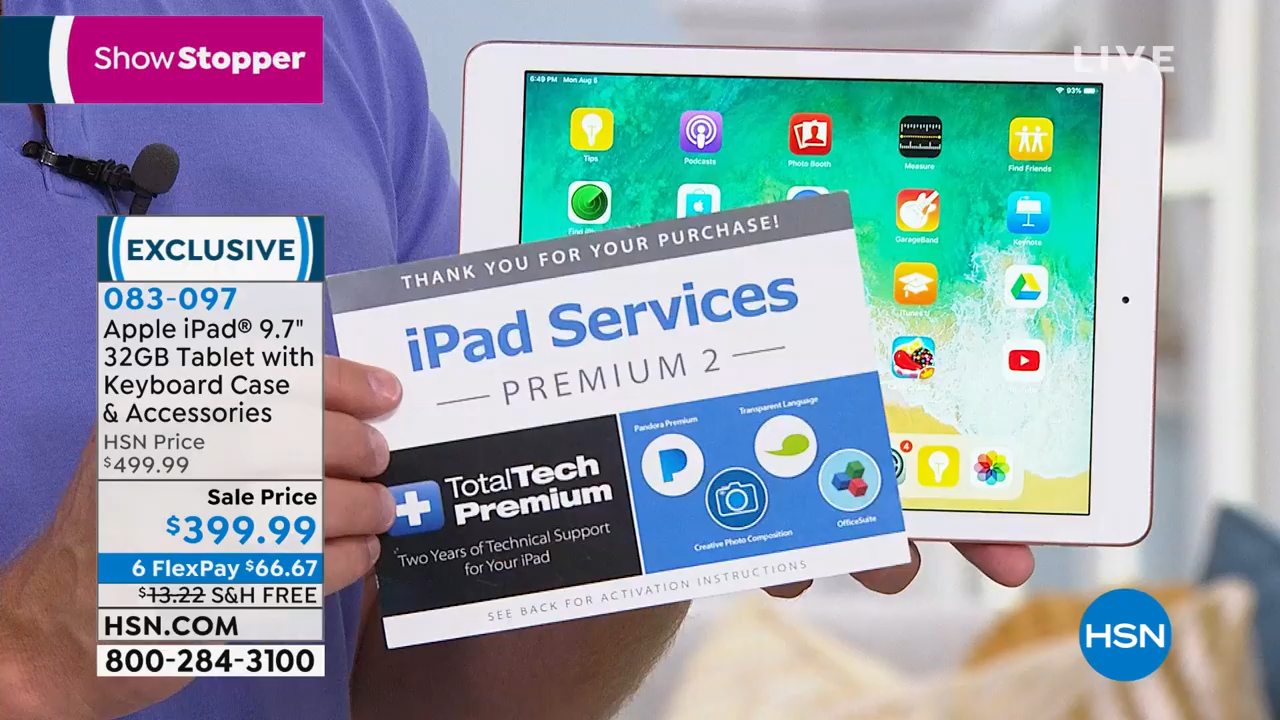 ShowStopper
LIVE
EXCLUSIVE
083-097
Apple iPad® 9.7"
32GB Tablet with
Keyboard Case
& Accessories
HSN Price
$499.99
Sale Price
$399.99
6 FlexPay $66.67
$13.22 S&H FREE
HSN.COM
800-284-3100
6:49 PM Mon Aug 6
93%
Tips
Podcasts
Photo Booth
Measure
Find Friends
GarageBand
Keynote
iTunes U
4
THANK YOU FOR YOUR PURCHASE!
iPad Services
PREMIUM 2
TotalTech
Premium
Two Years of Technical Support
for Your iPad
Pandora Premium
Transparent Language
Creative Photo Composition
OfficeSuite
SEE BACK FOR ACTIVATION INSTRUCTIONS
HSN